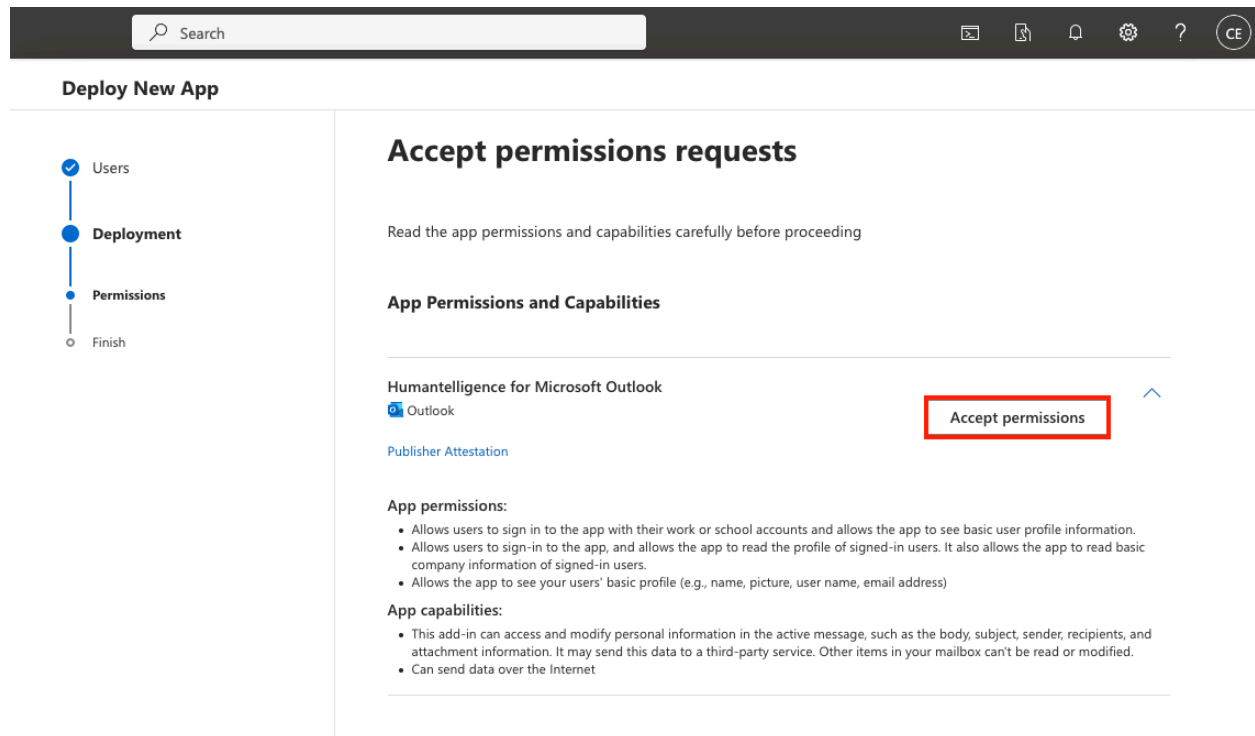 Search
CE
Deploy New App
Users
Deployment
Permissions
Finish
Accept permissions requests
Read the app permissions and capabilities carefully before proceeding
App Permissions and Capabilities
Humantelligence for Microsoft Outlook
Outlook
Accept permissions
Publisher Attestation
App permissions:
• Allows users to sign in to the app with their work or school accounts and allows the app to see basic user profile information.
• Allows users to sign-in to the app, and allows the app to read the profile of signed-in users. It also allows the app to read basic
company information of signed-in users.
• Allows the app to see your users' basic profile (e.g., name, picture, user name, email address)
App capabilities:
• This add-in can access and modify personal information in the active message, such as the body, subject, sender, recipients, and
attachment information. It may send this data to a third-party service. Other items in your mailbox can't be read or modified.
• Can send data over the Internet